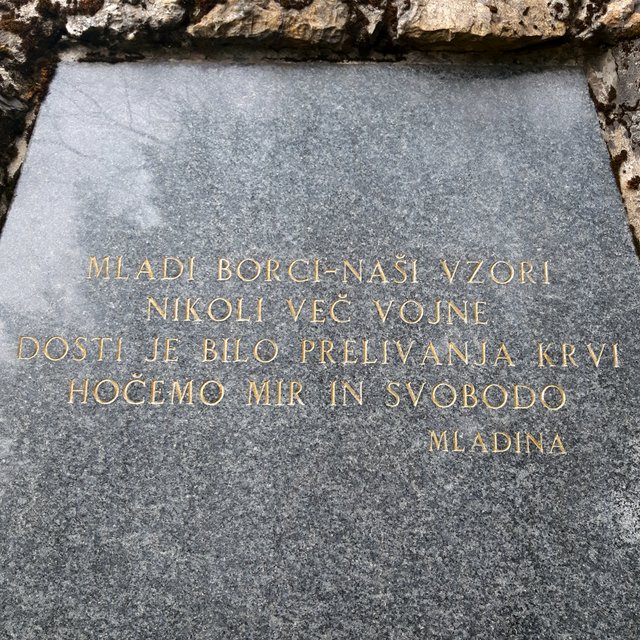 MLADI BORCI-NAŠI VZORI
NIKOLI VEČ VOJNE
DOSTI JE BILO PRELIVANJA KRVI
HOČEMO MIR IN SVOBODO
MLADINA